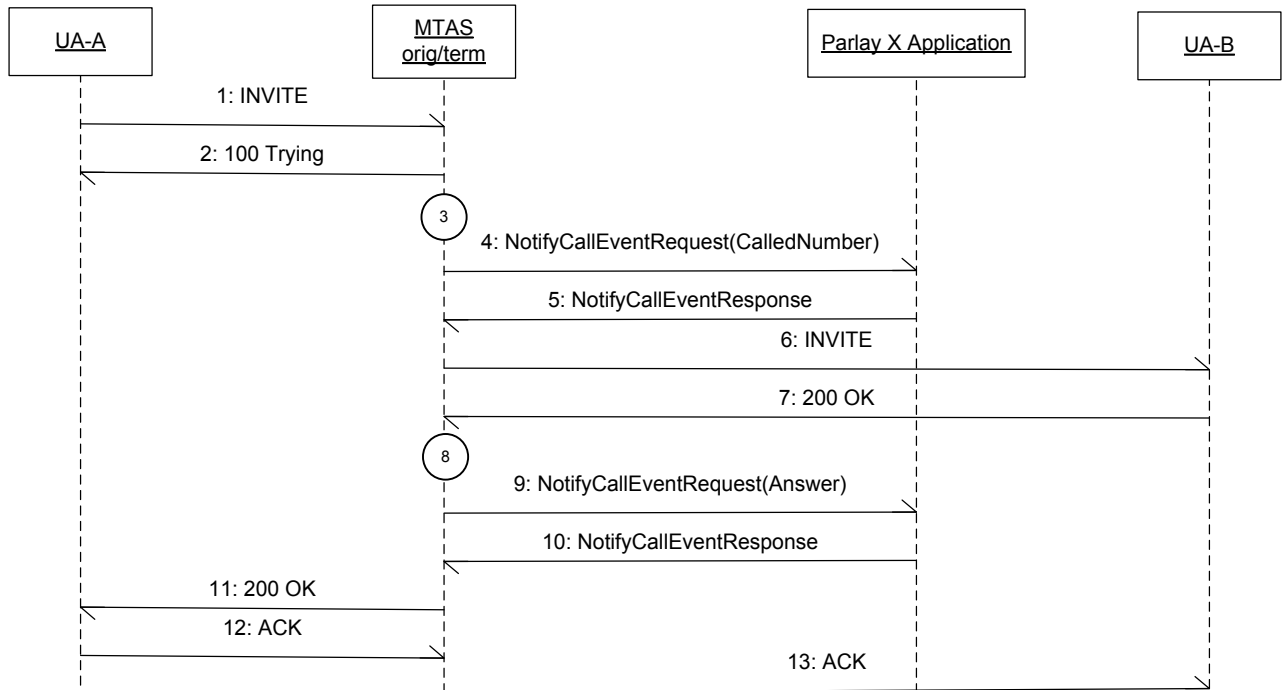 UA-A
MTAS
orig/term
Parlay X Application
UA-B
1: INVITE
2: 100 Trying
3
4: NotifyCallEventRequest(CalledNumber)
5: NotifyCallEventResponse
6: INVITE
7: 200 OK
8
9: NotifyCallEventRequest(Answer)
10: NotifyCallEventResponse
11: 200 OK
12: ACK
13: ACK